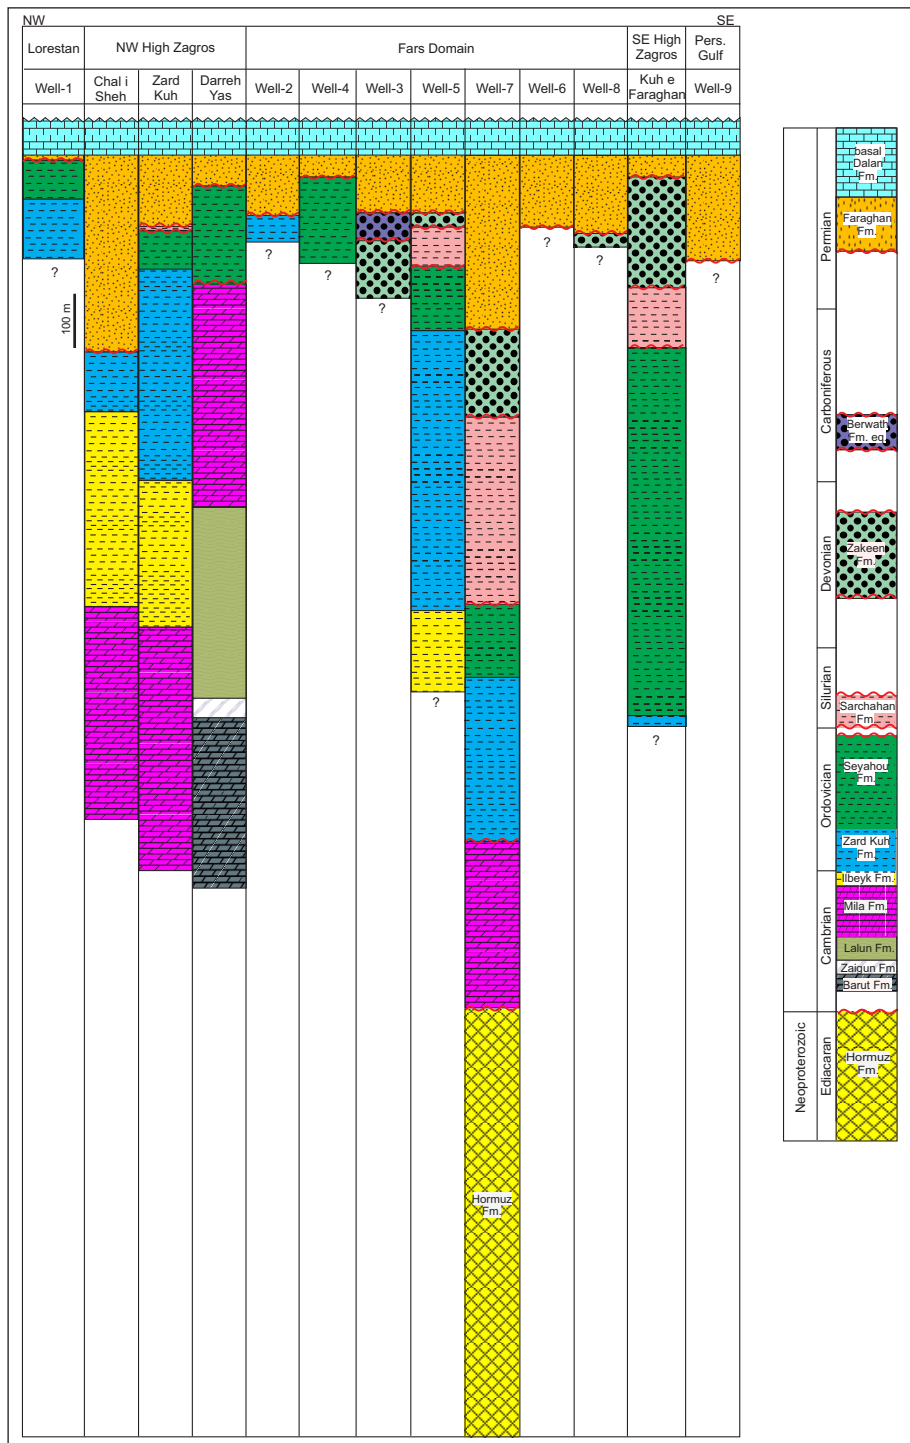 NW
SE
Lorestan
NW High Zagros
Fars Domain
SE High
Zagros
Pers.
Gulf
Well-1
Chal i
Sheh
Zard
Kuh
Darreh
Yas
Well-2
Well-4
Well-3
Well-5
Well-7
Well-6
Well-8
Kuh e
Faraghan
Well-9
?
?
?
?
?
?
?
?
?
100 m
Hormuz
Fm.
Permian
Carboniferous
Devonian
Silurian
Ordovician
Cambrian
Neoproterozoic
Ediacaran
basal
Dalan
Fm.
Faraghan
Fm.
Berwath
Fm. eq.
Zakeen
Fm.
Sarchahan
Fm.
Seyahou
Fm.
Zard Kuh
Fm.
Ilbeyk Fm.
Mila Fm.
Lalun Fm.
Zaigun Fm
Barut Fm.
Hormuz
Fm.